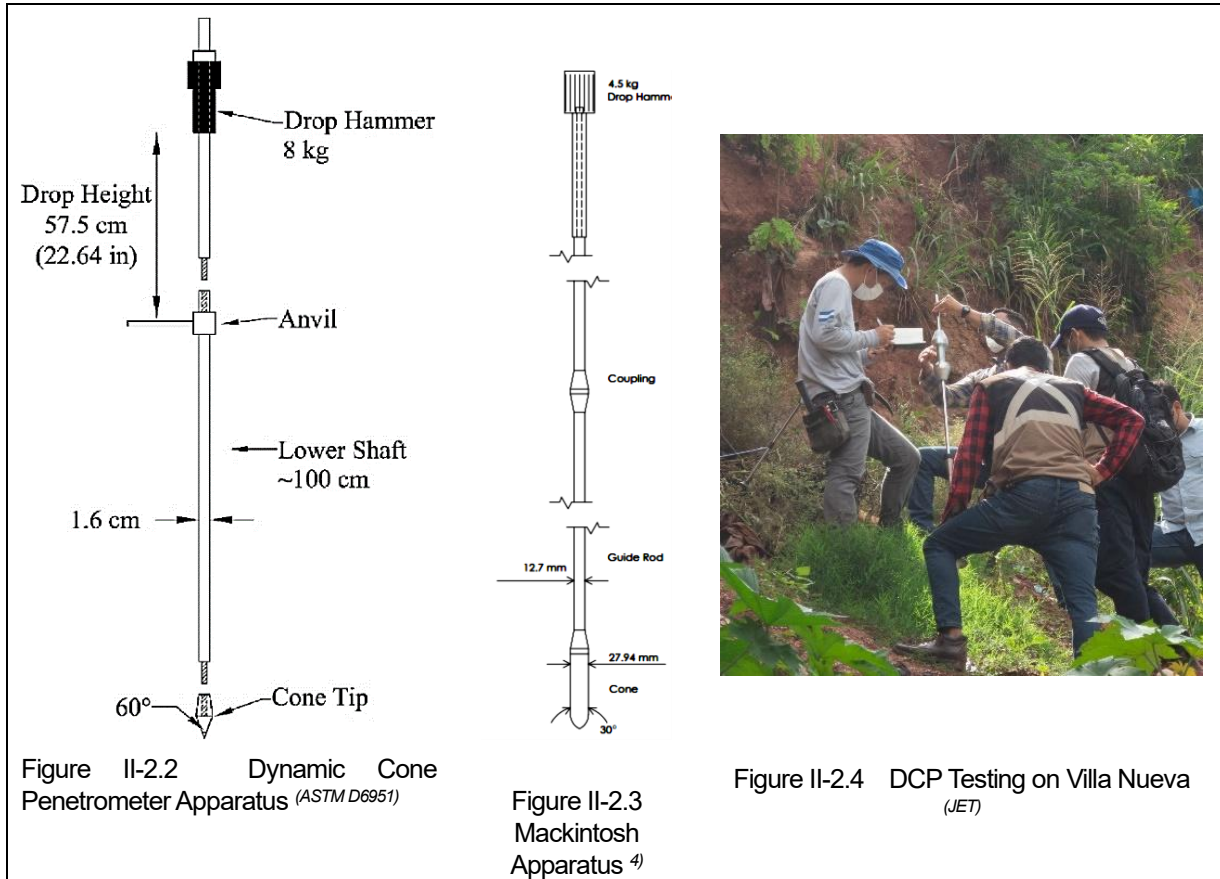 Drop Hammer
8 kg
Drop Height
57.5 cm
(22.64 in)
Anvil
Lower Shaft
~100 cm
1.6 cm
60°
Cone Tip
Figure II-2.2 Dynamic Cone
Penetrometer Apparatus (ASTM D6951)
4.5 kg
Drop Hamme
Coupling
Guide Rod
12.7 mm
27.94 mm
Cone
30°
Figure II-2.3
Mackintosh
Apparatus 4)
Figure II-2.4 DCP Testing on Villa Nueva
(JET)